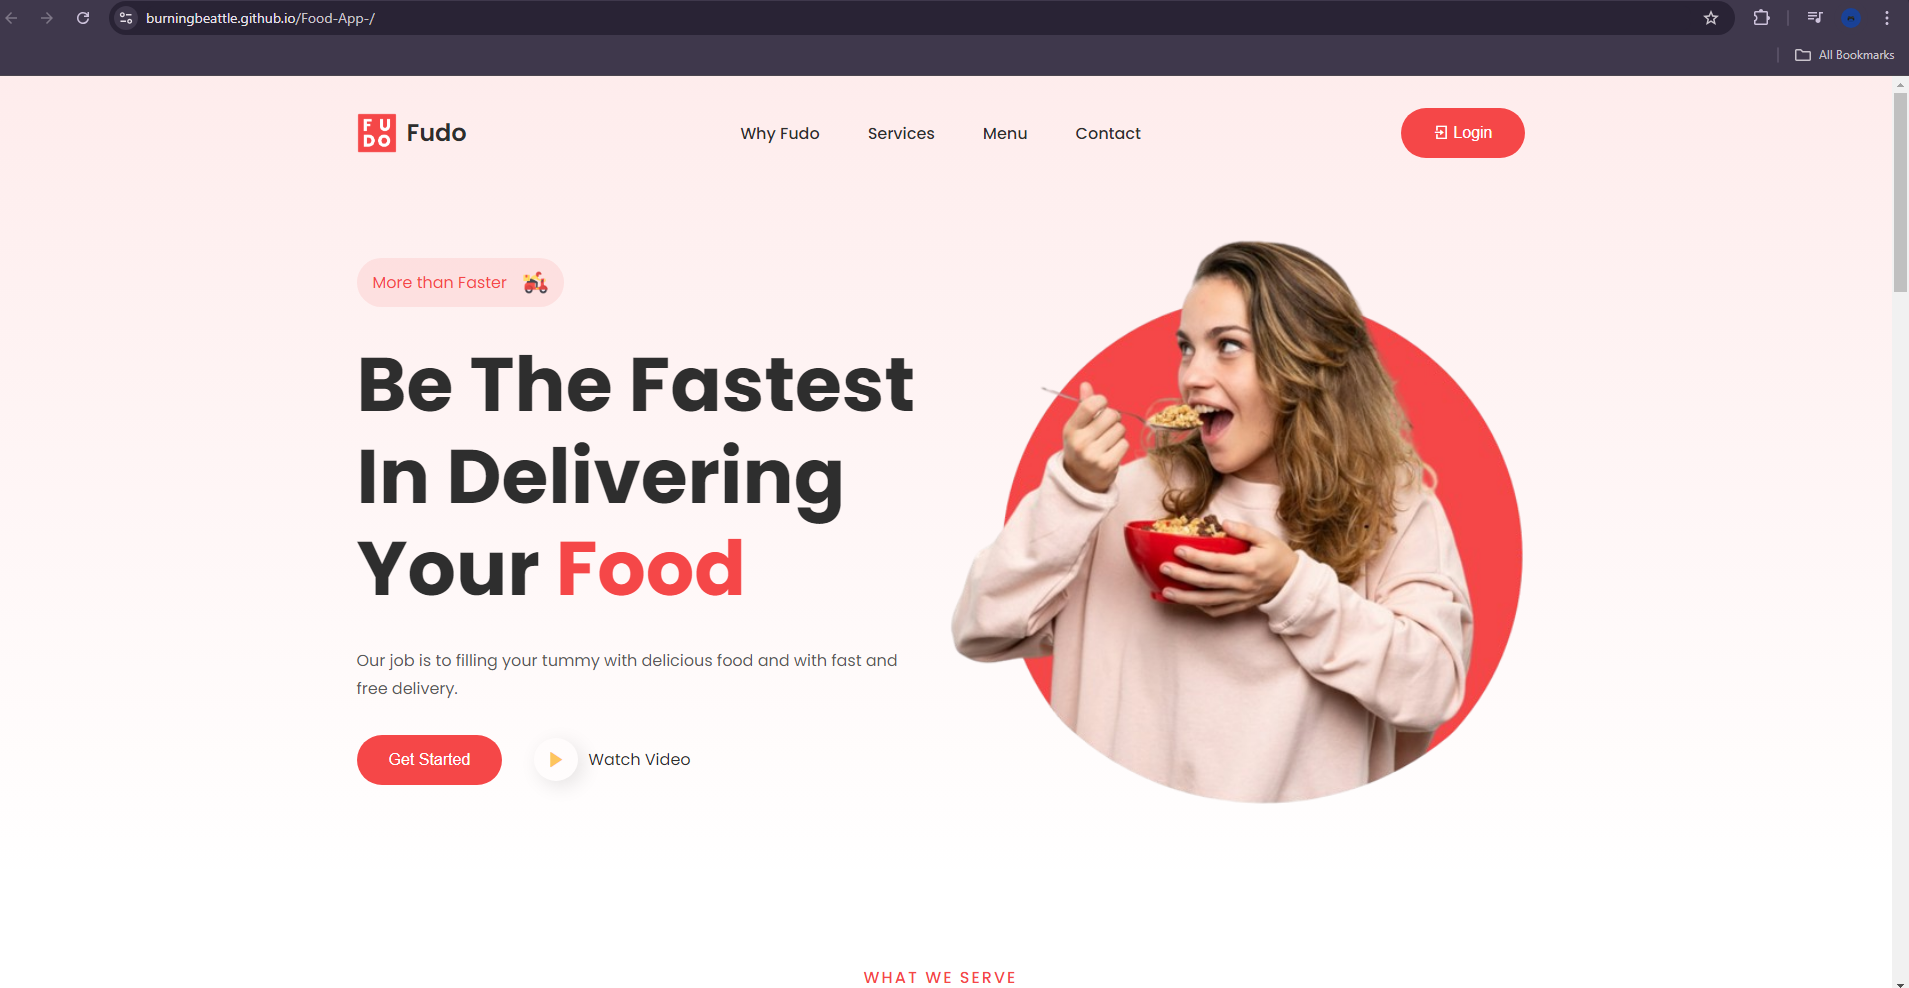 burningbeattle.github.io/Food-App-/
All Bookmarks
FU
DO
Fudo
Why Fudo
Services
Menu
Contact
Login
More than Faster
Be The Fastest
In Delivering
Your Food
Our job is to filling your tummy with delicious food and with fast and
free delivery.
Get Started
Watch Video
WHAT WE SERVE